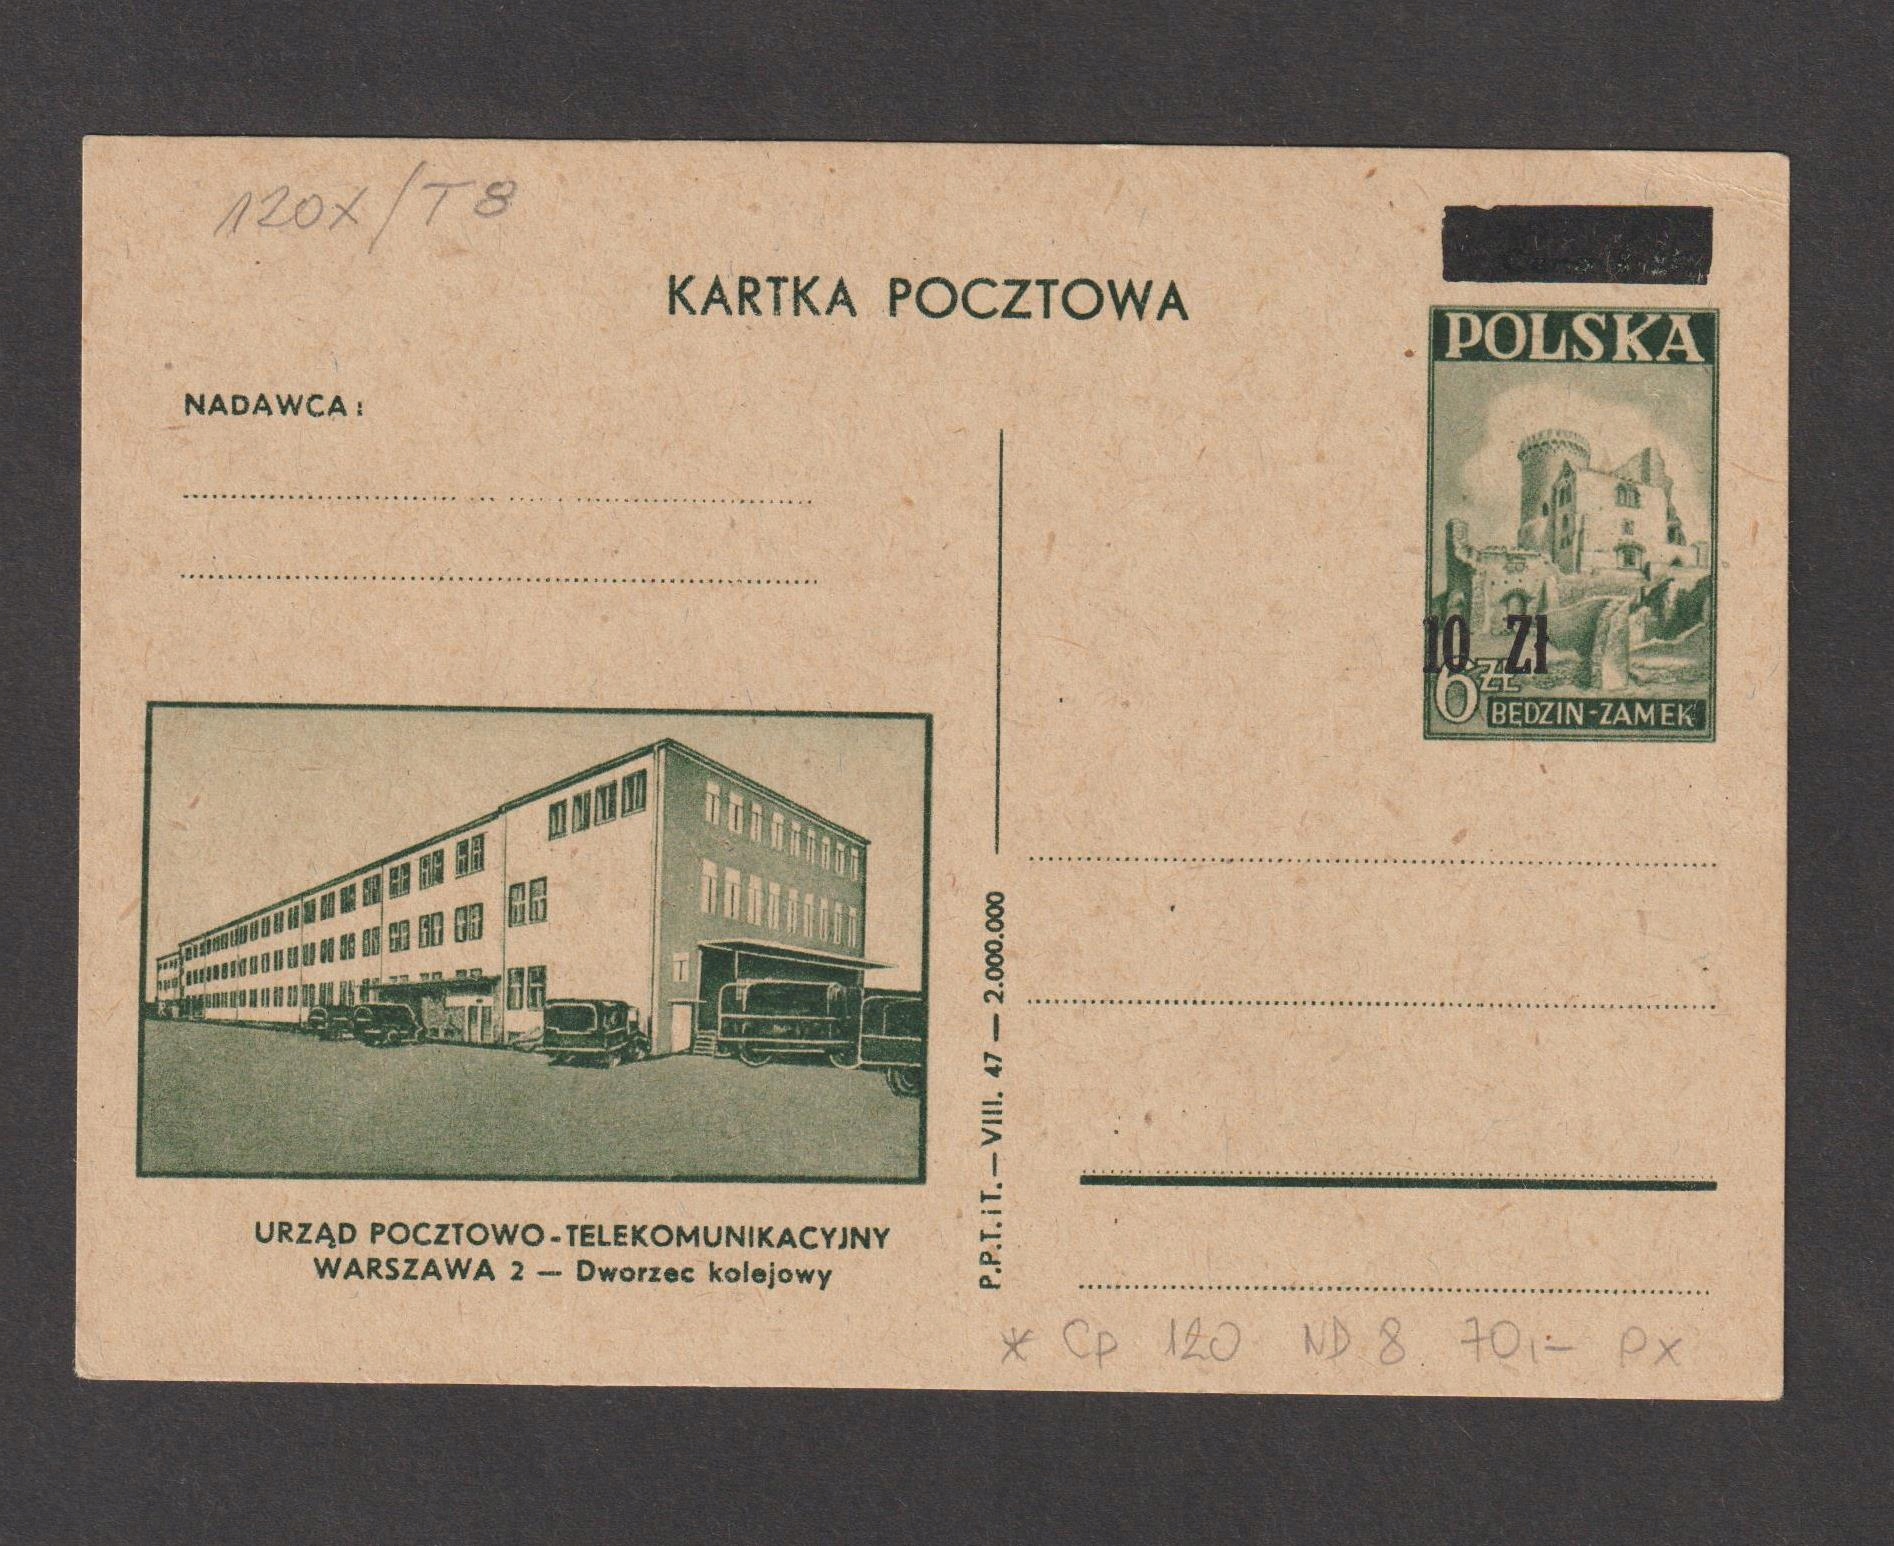 120X/T8
KARTKA POCZTOWA
POLSKA
NADAWCA:
10 Zł
6 ZŁ
BĘDZIN-ZAMEK
P.P.T.iT.—VIII. 47 — 2.000.000
URZĄD POCZTOWO-TELEKOMUNIKACYJNY
WARSZAWA 2 — Dworzec kolejowy
* Cp 120 ND 8 70,- px